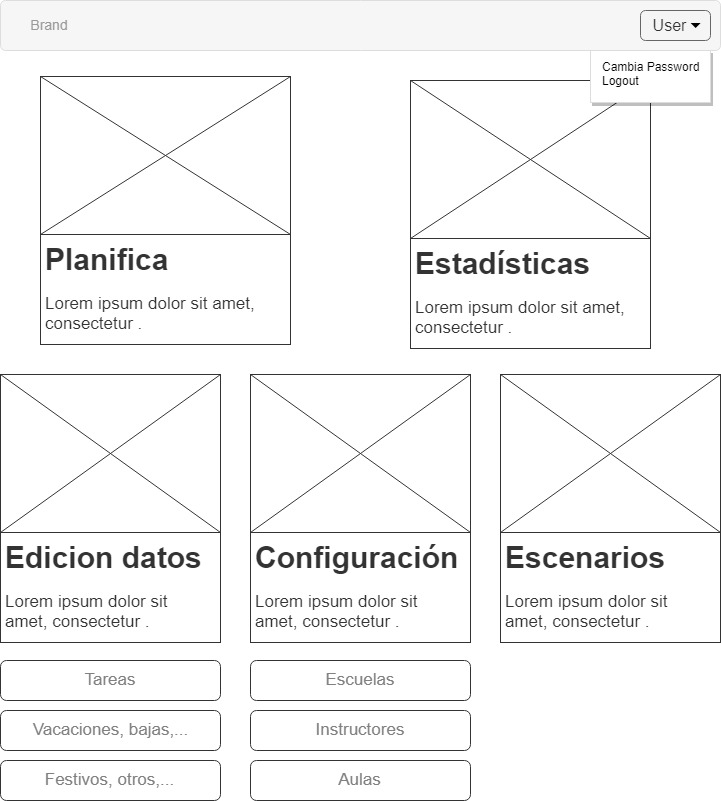 Brand
User
Cambia Password
Logout
Planifica
Lorem ipsum dolor sit amet,
consectetur .
Estadísticas
Lorem ipsum dolor sit amet,
consectetur .
Edicion datos
Lorem ipsum dolor sit
amet, consectetur .
Configuración
Lorem ipsum dolor sit
amet, consectetur .
Escenarios
Lorem ipsum dolor sit
amet, consectetur .
Tareas
Escuelas
Vacaciones, bajas,...
Instructores
Festivos, otros,...
Aulas